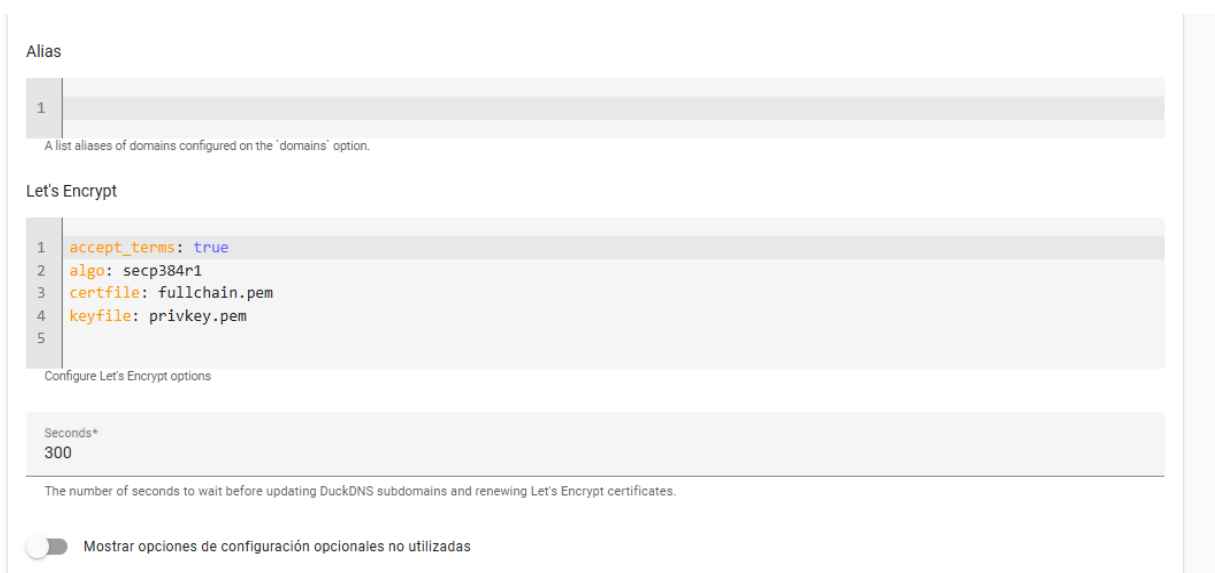 Alias
1
A list aliases of domains configured on the `domains` option.
Let's Encrypt
1 accept_terms: true
2 algo: secp384r1
3 certfile: fullchain.pem
4 keyfile: privkey.pem
5
Configure Let's Encrypt options
Seconds*
300
The number of seconds to wait before updating DuckDNS subdomains and renewing Let's Encrypt certificates.
Mostrar opciones de configuración opcionales no utilizadas